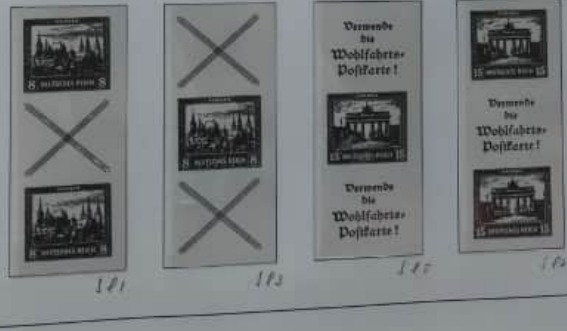 8 DEUTSCHES REICH 8
8 DEUTSCHES REICH 8
8 DEUTSCHES REICH 8
Verwende
die
Wohlfahrts-
Postkarte!
15 DEUTSCHES REICH 15
Verwende
die
Wohlfahrts-
Postkarte!
15 DEUTSCHES REICH 15
Verwende
die
Wohlfahrts-
Postkarte!
15 DEUTSCHES REICH 15